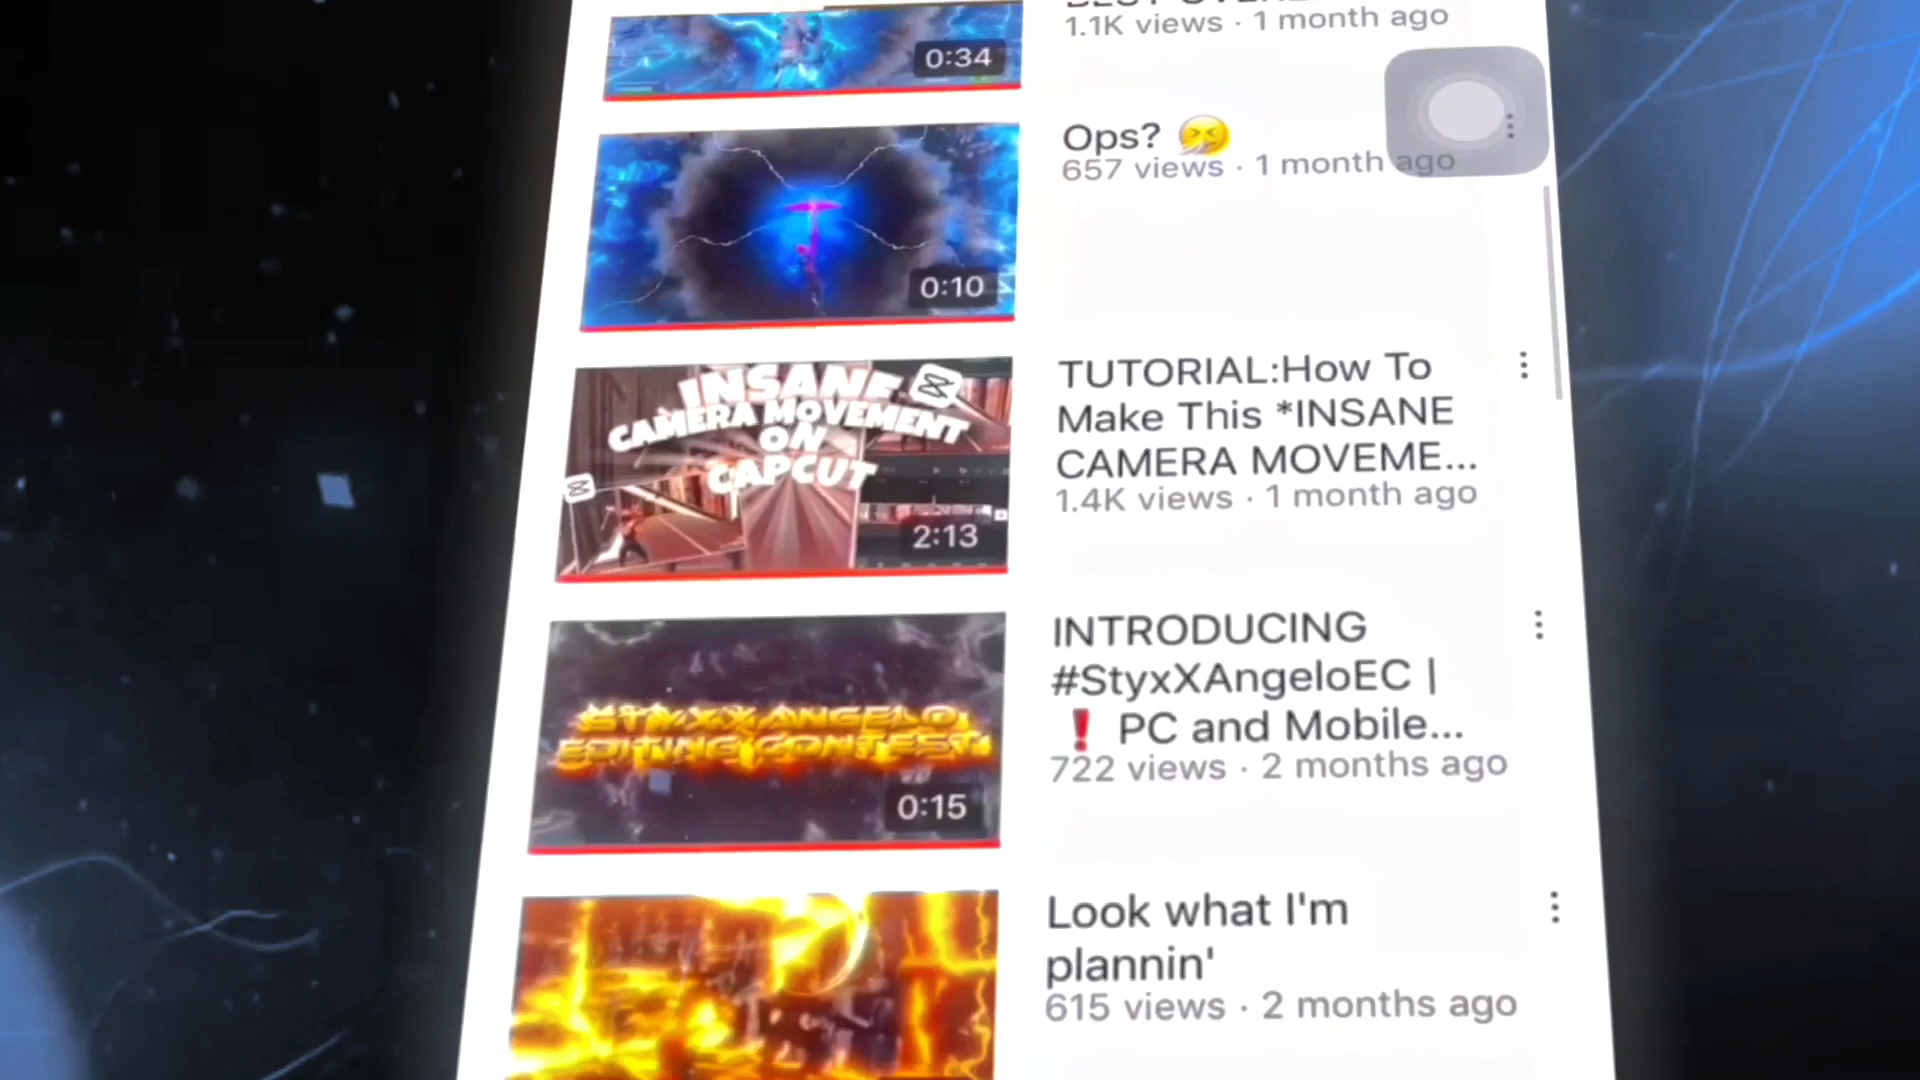 1.1K views · 1 month ago
0:34
Ops? 🤧
657 views · 1 month ago
0:10
INSANE
CAMERA MOVEMENT
ON
CAPCUT
2:13
TUTORIAL:How To
Make This *INSANE
CAMERA MOVEME...
1.4K views · 1 month ago
STYXXANGELO
EDITING CONTEST
0:15
INTRODUCING
#StyxXAngeloEC |
❗ PC and Mobile...
722 views · 2 months ago
Look what I'm
plannin'
615 views · 2 months ago